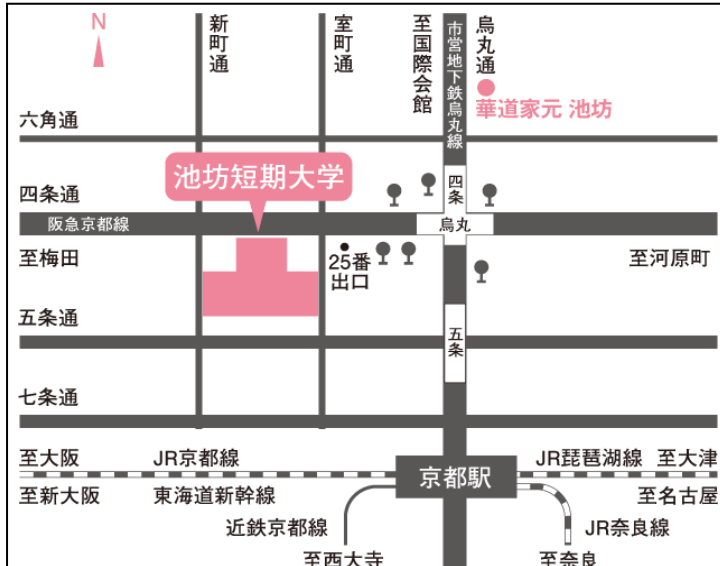 N
新町通
室町通
至国際会館
市営地下鉄烏丸線
烏丸通
華道家元 池坊
六角通
池坊短期大学
四条通
四条
阪急京都線
烏丸
至梅田
25番
出口
至河原町
五条通
五条
七条通
至大阪
JR京都線
京都駅
JR琵琶湖線
至大津
至新大阪
東海道新幹線
至名古屋
近鉄京都線
JR奈良線
至西大寺
至奈良